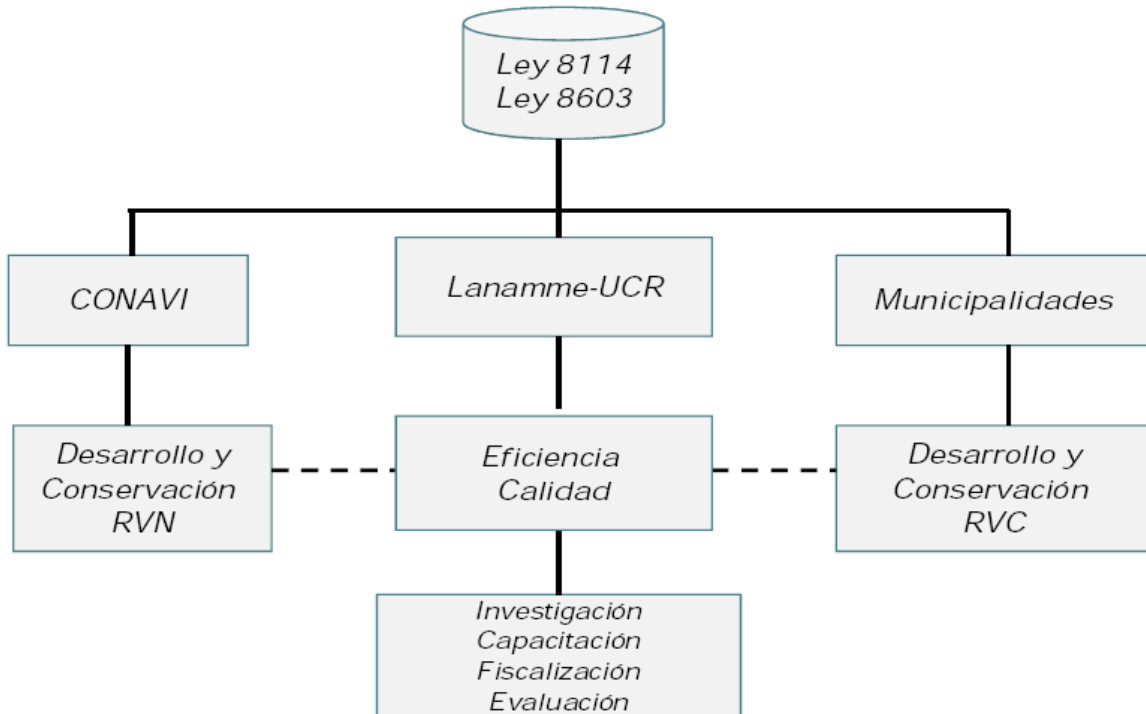 Ley 8114
Ley 8603
CONAVI
Lanamme-UCR
Municipalidades
Desarrollo y
Conservación
RVN
Eficiencia
Calidad
Desarrollo y
Conservación
RVC
Investigación
Capacitación
Fiscalización
Evaluación